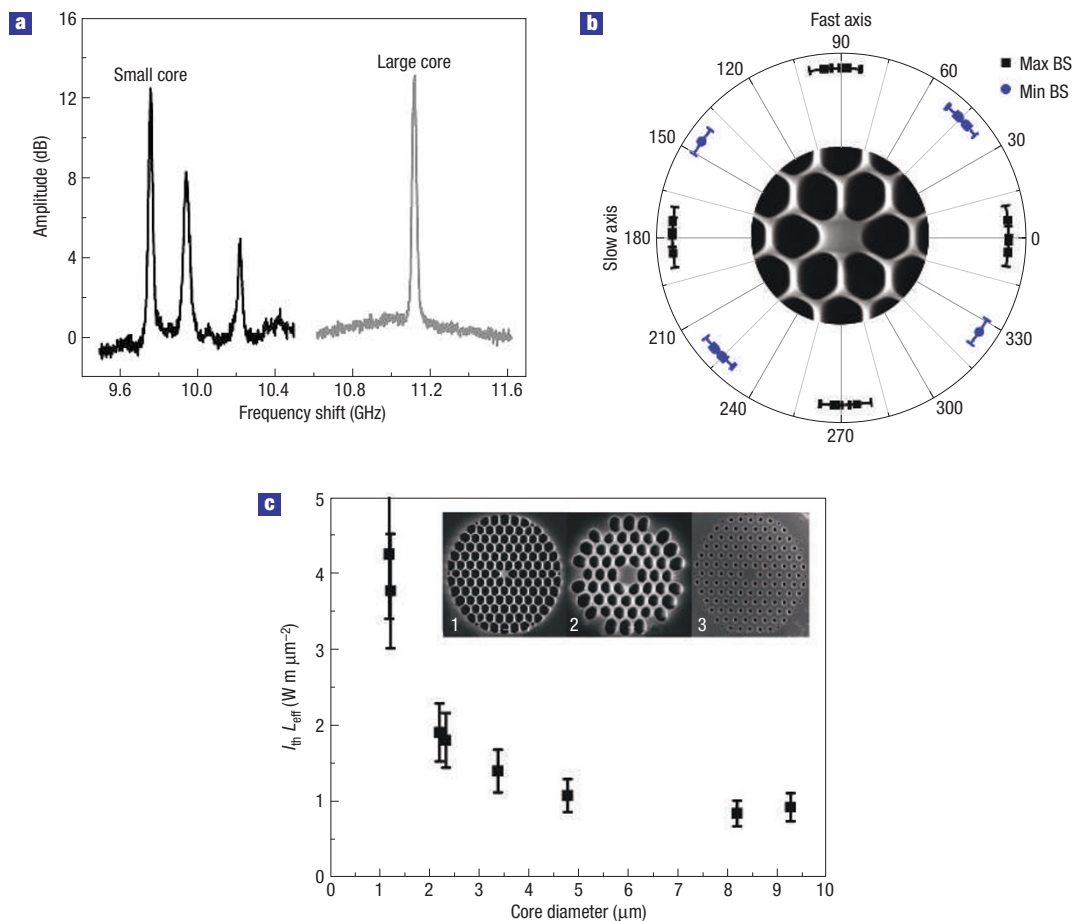 a
16
12
8
4
0
Amplitude (dB)
Small core
Large core
9.6 10.0 10.4 10.8 11.2 11.6
Frequency shift (GHz)
b
Fast axis
90
120 60
150 30
Slow axis
180 0
210 330
240 300
270
Max BS
Min BS
c
5
4
3
2
1
0
I th L eff (W m μm−2)
1 2 3
0 1 2 3 4 5 6 7 8 9 10
Core diameter (μm)